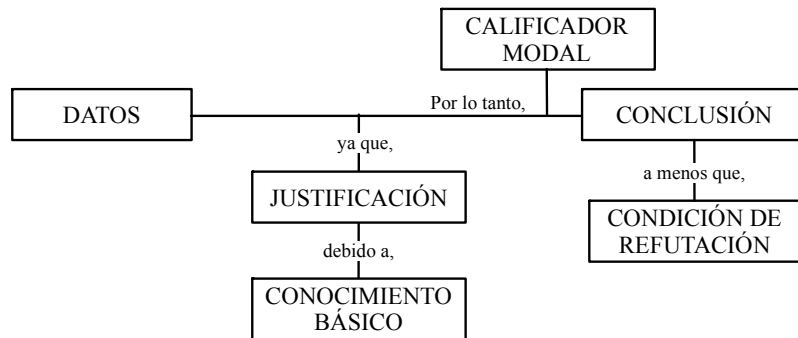 CALIFICADOR
MODAL
DATOS
Por lo tanto,
CONCLUSIÓN
ya que,
a menos que,
JUSTIFICACIÓN
CONDICIÓN DE
REFUTACIÓN
debido a,
CONOCIMIENTO
BÁSICO